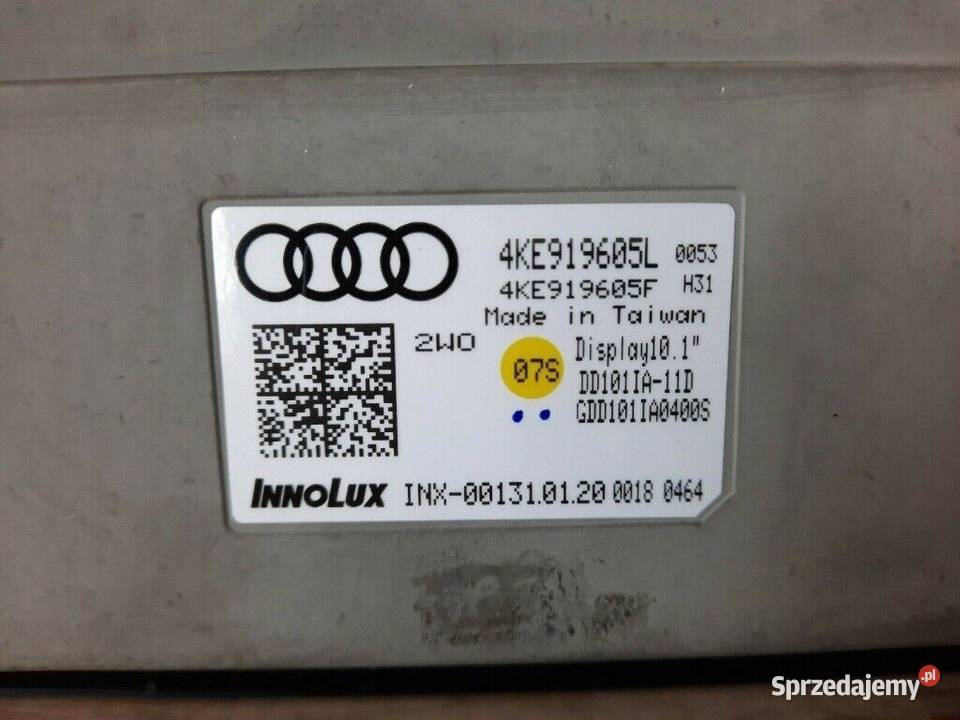 4KE919605L 0053
4KE919605F H31
Made in Taiwan
2WO
07S
Display10.1"
DD101IA-11D
GDD101IA0400S
INNOLUX INX-00131.01.20 0018 0464
Sprzedajemy.pl